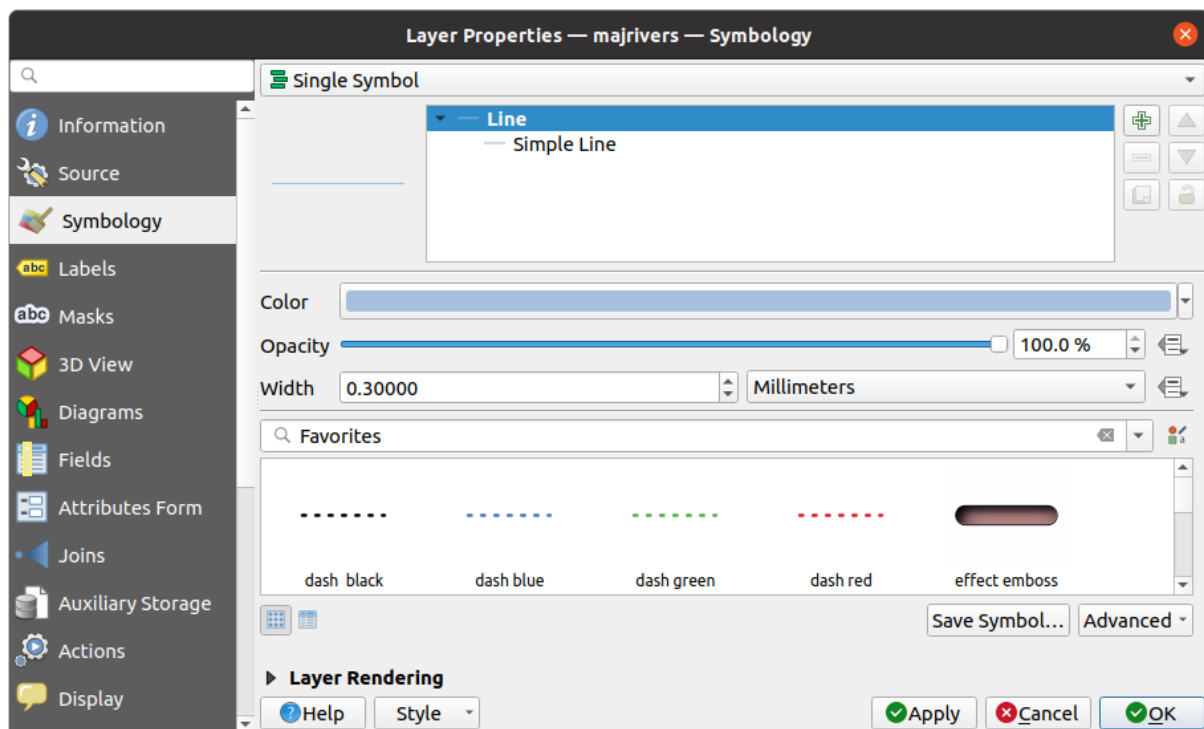 Layer Properties — majrivers — Symbology
Single Symbol
Information
Source
Symbology
abc Labels
abc Masks
3D View
Diagrams
Fields
Attributes Form
Joins
Auxiliary Storage
Actions
Display
Line
Simple Line
Color
Opacity
100.0 %
Width
0.30000
Millimeters
Favorites
a
dash  black
dash blue
dash green
dash red
effect emboss
Save Symbol...
Advanced
Layer Rendering
Help
Style
Apply
Cancel
OK